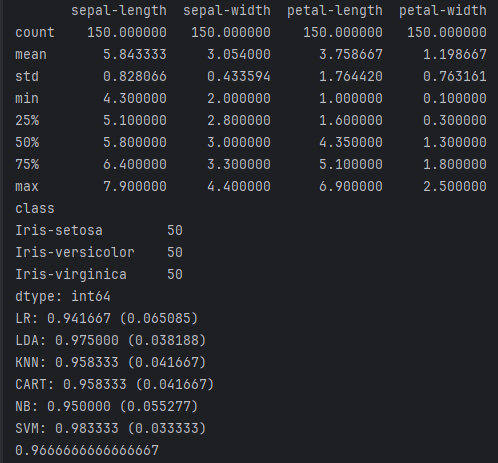 sepal-length sepal-width petal-length petal-width
count 150.000000 150.000000 150.000000 150.000000
mean 5.843333 3.054000 3.758667 1.198667
std 0.828066 0.433594 1.764420 0.763161
min 4.300000 2.000000 1.000000 0.100000
25% 5.100000 2.800000 1.600000 0.300000
50% 5.800000 3.000000 4.350000 1.300000
75% 6.400000 3.300000 5.100000 1.800000
max 7.900000 4.400000 6.900000 2.500000
class
Iris-setosa 50
Iris-versicolor 50
Iris-virginica 50
dtype: int64
LR: 0.941667 (0.065085)
LDA: 0.975000 (0.038188)
KNN: 0.958333 (0.041667)
CART: 0.958333 (0.041667)
NB: 0.950000 (0.055277)
SVM: 0.983333 (0.033333)
0.9666666666666667